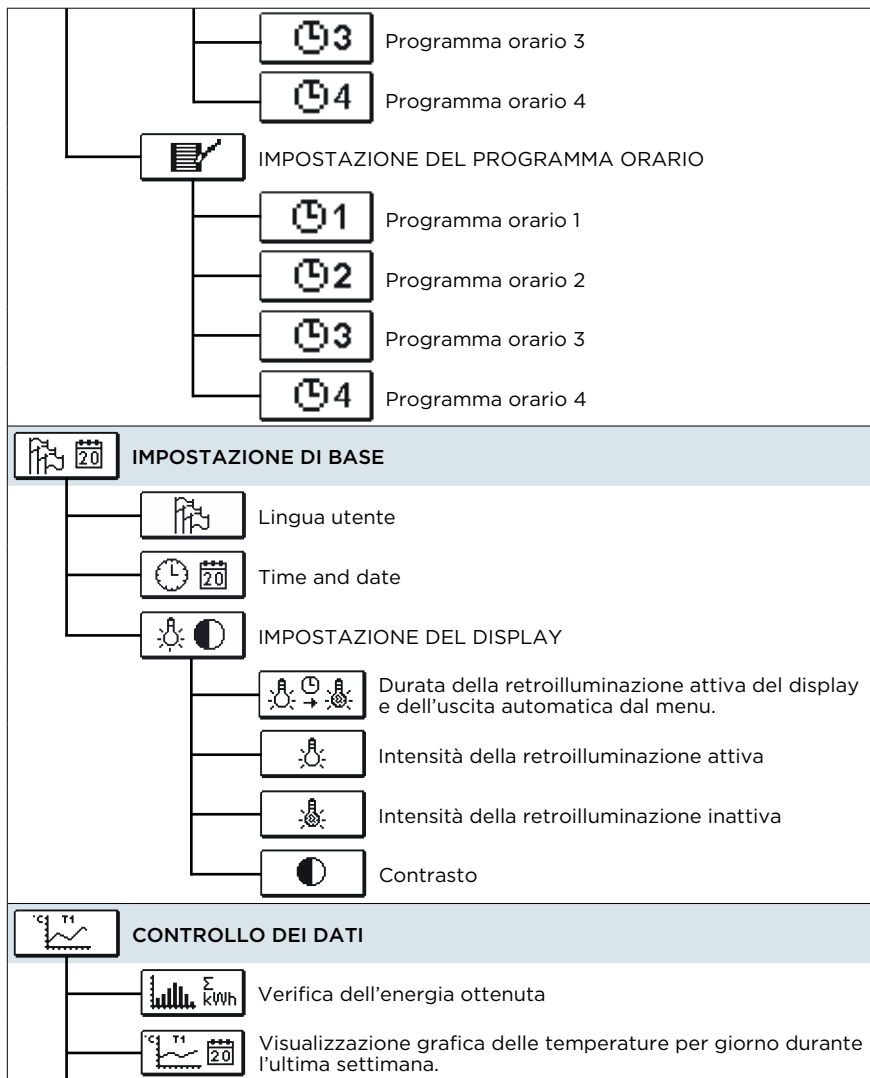 3 Programma orario 3
4 Programma orario 4
IMPOSTAZIONE DEL PROGRAMMA ORARIO
1 Programma orario 1
2 Programma orario 2
3 Programma orario 3
4 Programma orario 4
20 IMPOSTAZIONE DI BASE
Lingua utente
20 Time and date
IMPOSTAZIONE DEL DISPLAY
Durata della retroilluminazione attiva del display
e dell'uscita automatica dal menu.
Intensità della retroilluminazione attiva
Intensità della retroilluminazione inattiva
Contrasto
°C T1 CONTROLLO DEI DATI
Σ kWh Verifica dell'energia ottenuta
°C T1 20 Visualizzazione grafica delle temperature per giorno durante
l'ultima settimana.